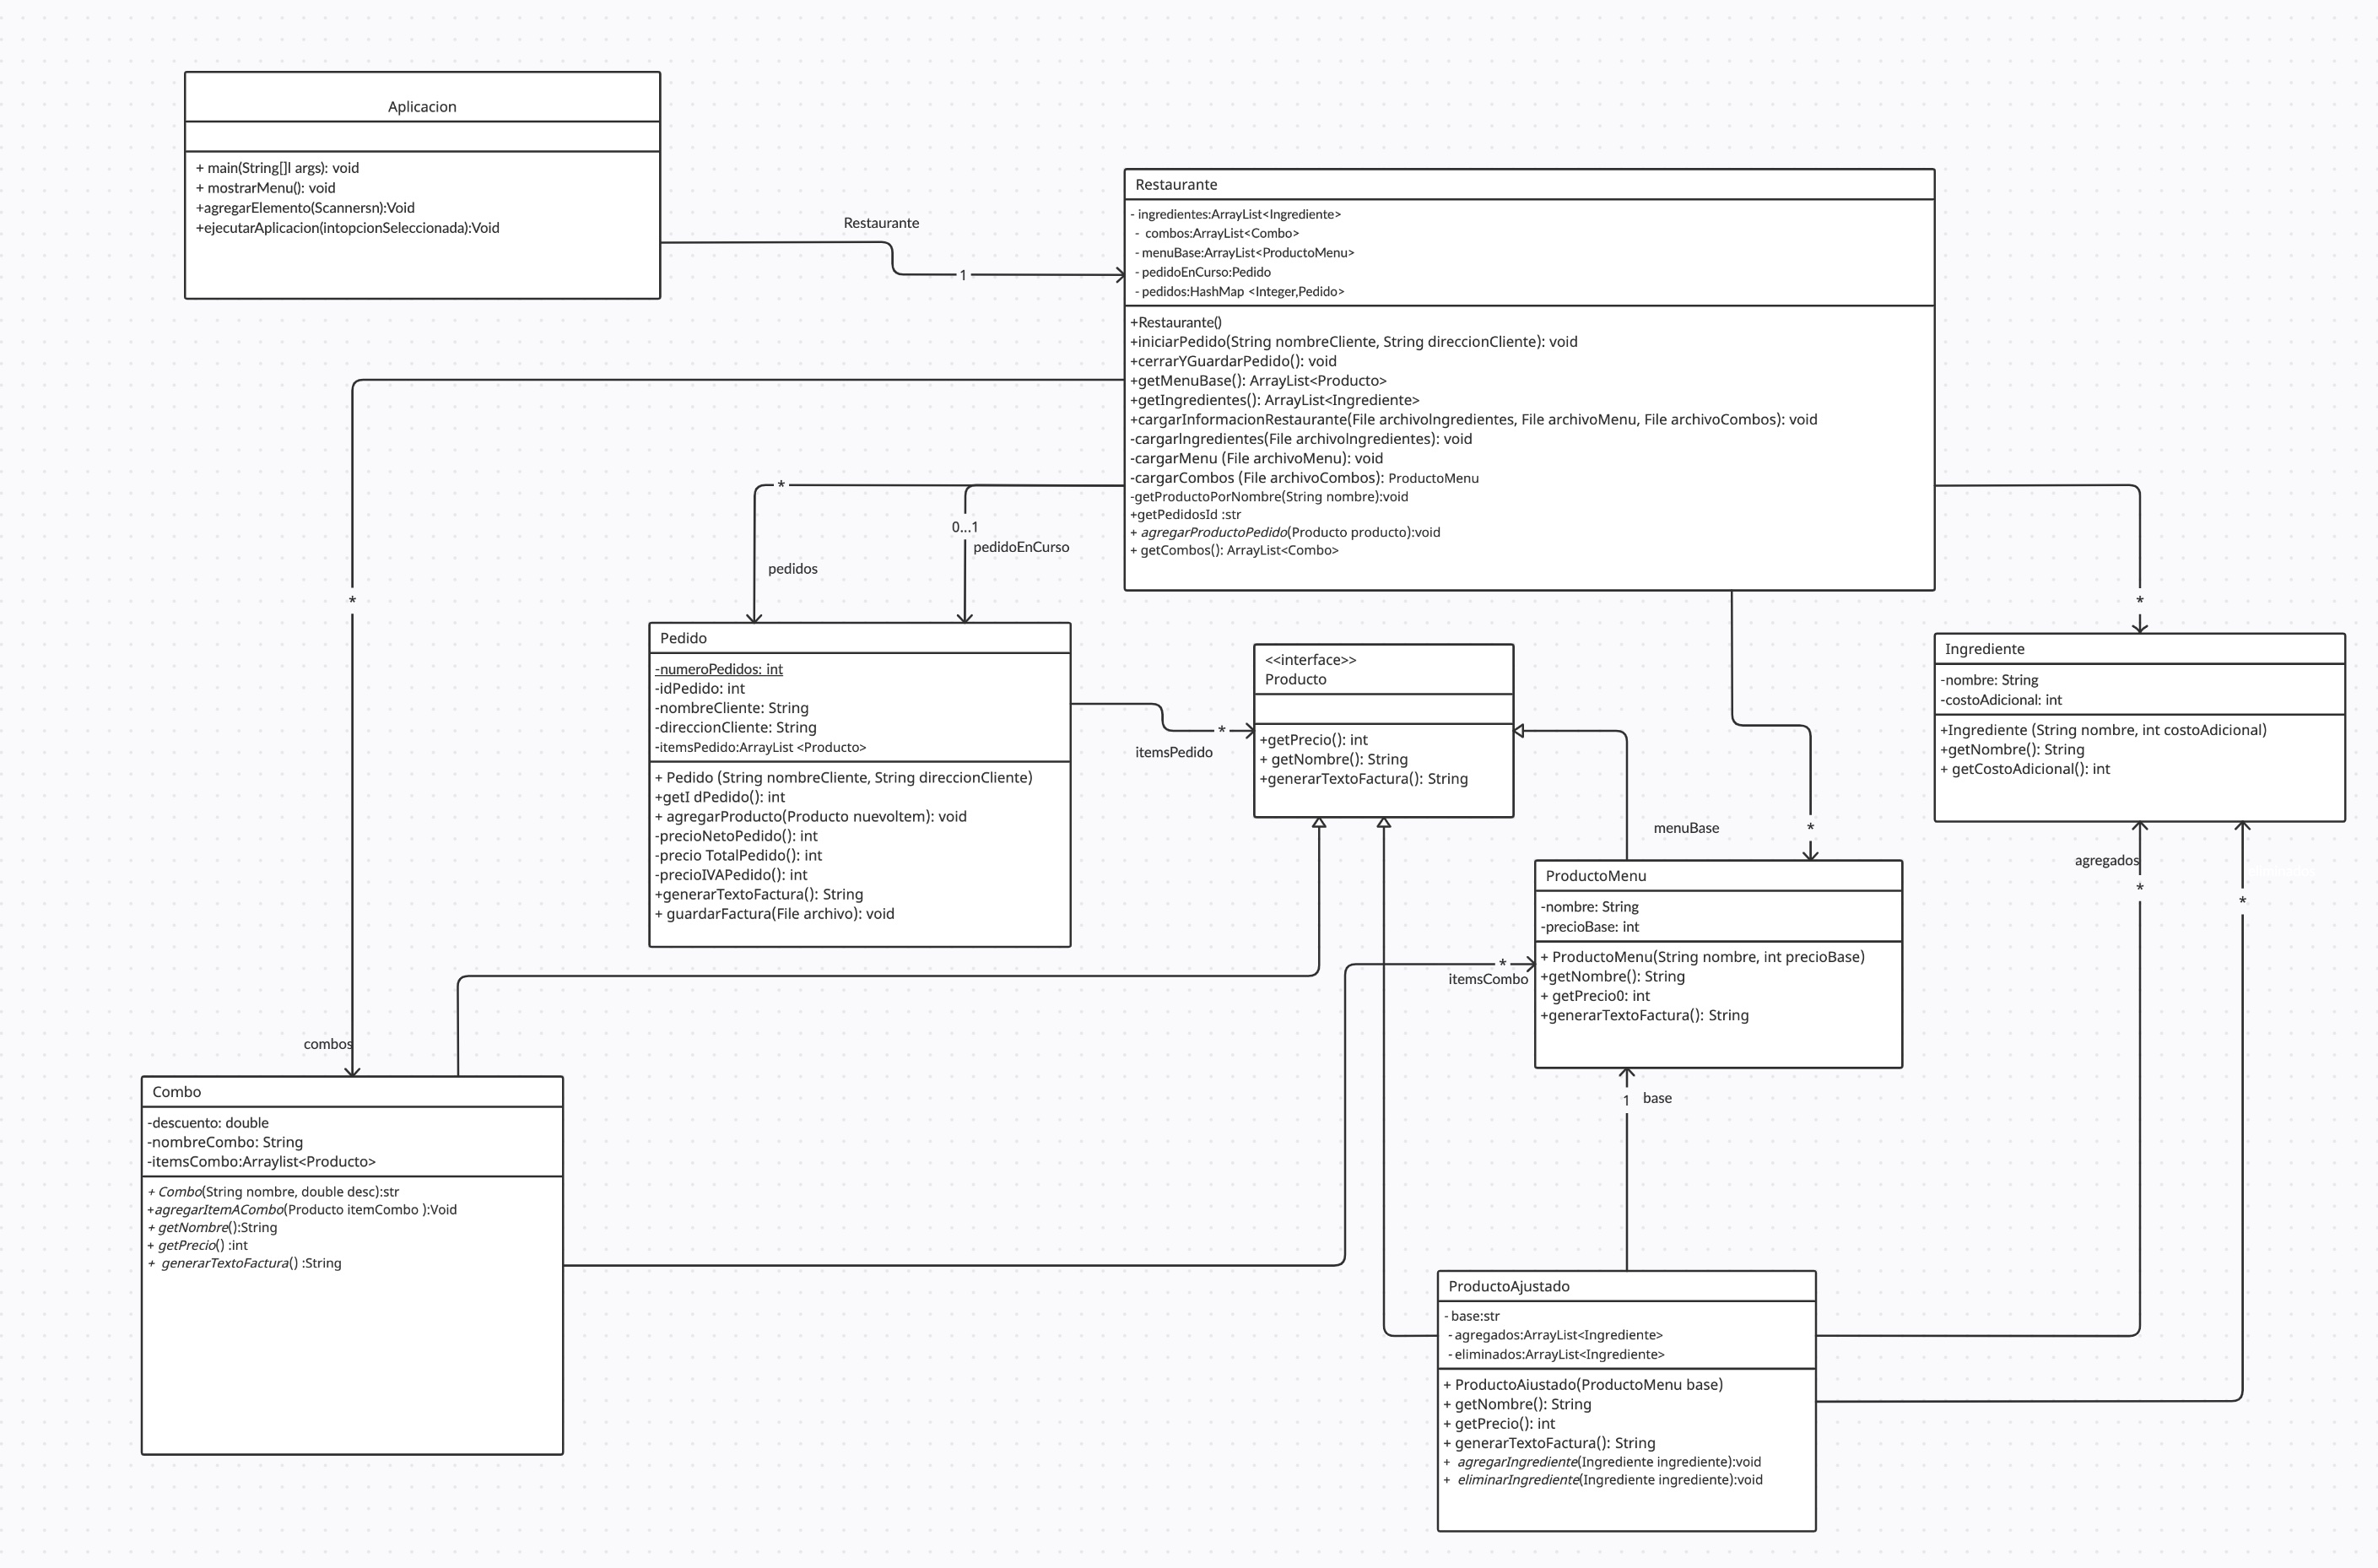 Aplicacion
+ main(String[]l args): void
+ mostrarMenu(): void
+agregarElemento(Scannersn):Void
+ejecutarAplicacion(intopcionSeleccionada):Void
Restaurante
1
Restaurante
- ingredientes:ArrayList<Ingrediente>
- combos:ArrayList<Combo>
- menuBase:ArrayList<ProductoMenu>
- pedidoEnCurso:Pedido
- pedidos:HashMap <Integer,Pedido>
+Restaurante()
+iniciarPedido(String nombreCliente, String direccionCliente): void
+cerrarYGuardarPedido(): void
+getMenuBase(): ArrayList<Producto>
+getIngredientes(): ArrayList<Ingrediente>
+cargarInformacionRestaurante(File archivolngredientes, File archivoMenu, File archivoCombos): void
-cargarlngredientes(File archivolngredientes): void
-cargarMenu (File archivoMenu): void
-cargarCombos (File archivoCombos): ProductoMenu
-getProductoPorNombre(String nombre):void
+getPedidosId :str
+ agregarProductoPedido(Producto producto):void
+ getCombos(): ArrayList<Combo>
*
0...1
pedidoEnCurso
pedidos
*
*
Pedido
-numeroPedidos: int
-idPedido: int
-nombreCliente: String
-direccionCliente: String
-itemsPedido:ArrayList <Producto>
+ Pedido (String nombreCliente, String direccionCliente)
+getI dPedido(): int
+ agregarProducto(Producto nuevoltem): void
-precioNetoPedido(): int
-precio TotalPedido(): int
-precioIVAPedido(): int
+generarTextoFactura(): String
+ guardarFactura(File archivo): void
*
itemsPedido
<<interface>>
Producto
+getPrecio(): int
+ getNombre(): String
+generarTextoFactura(): String
Ingrediente
-nombre: String
-costoAdicional: int
+Ingrediente (String nombre, int costoAdicional)
+getNombre(): String
+ getCostoAdicional(): int
menuBase
*
agregados
*
*
ProductoMenu
-nombre: String
-precioBase: int
+ ProductoMenu(String nombre, int precioBase)
+getNombre(): String
+ getPrecio0: int
+generarTextoFactura(): String
*
itemsCombo
combos
1
base
Combo
-descuento: double
-nombreCombo: String
-itemsCombo:Arraylist<Producto>
+ Combo(String nombre, double desc):str
+agregarItemACombo(Producto itemCombo ):Void
+ getNombre():String
+ getPrecio() :int
+ generarTextoFactura() :String
ProductoAjustado
- base:str
- agregados:ArrayList<Ingrediente>
- eliminados:ArrayList<Ingrediente>
+ ProductoAiustado(ProductoMenu base)
+ getNombre(): String
+ getPrecio(): int
+ generarTextoFactura(): String
+ agregarIngrediente(Ingrediente ingrediente):void
+ eliminarIngrediente(Ingrediente ingrediente):void